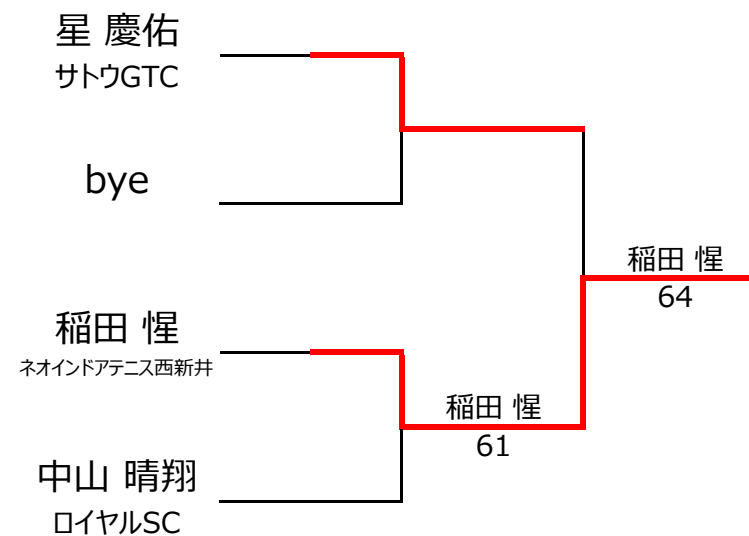 星 慶佑
サトウGTC
bye
稲田 惺
64
稲田 惺
ネオインドアテニス西新井
稲田 惺
61
中山 晴翔
ロイヤルSC